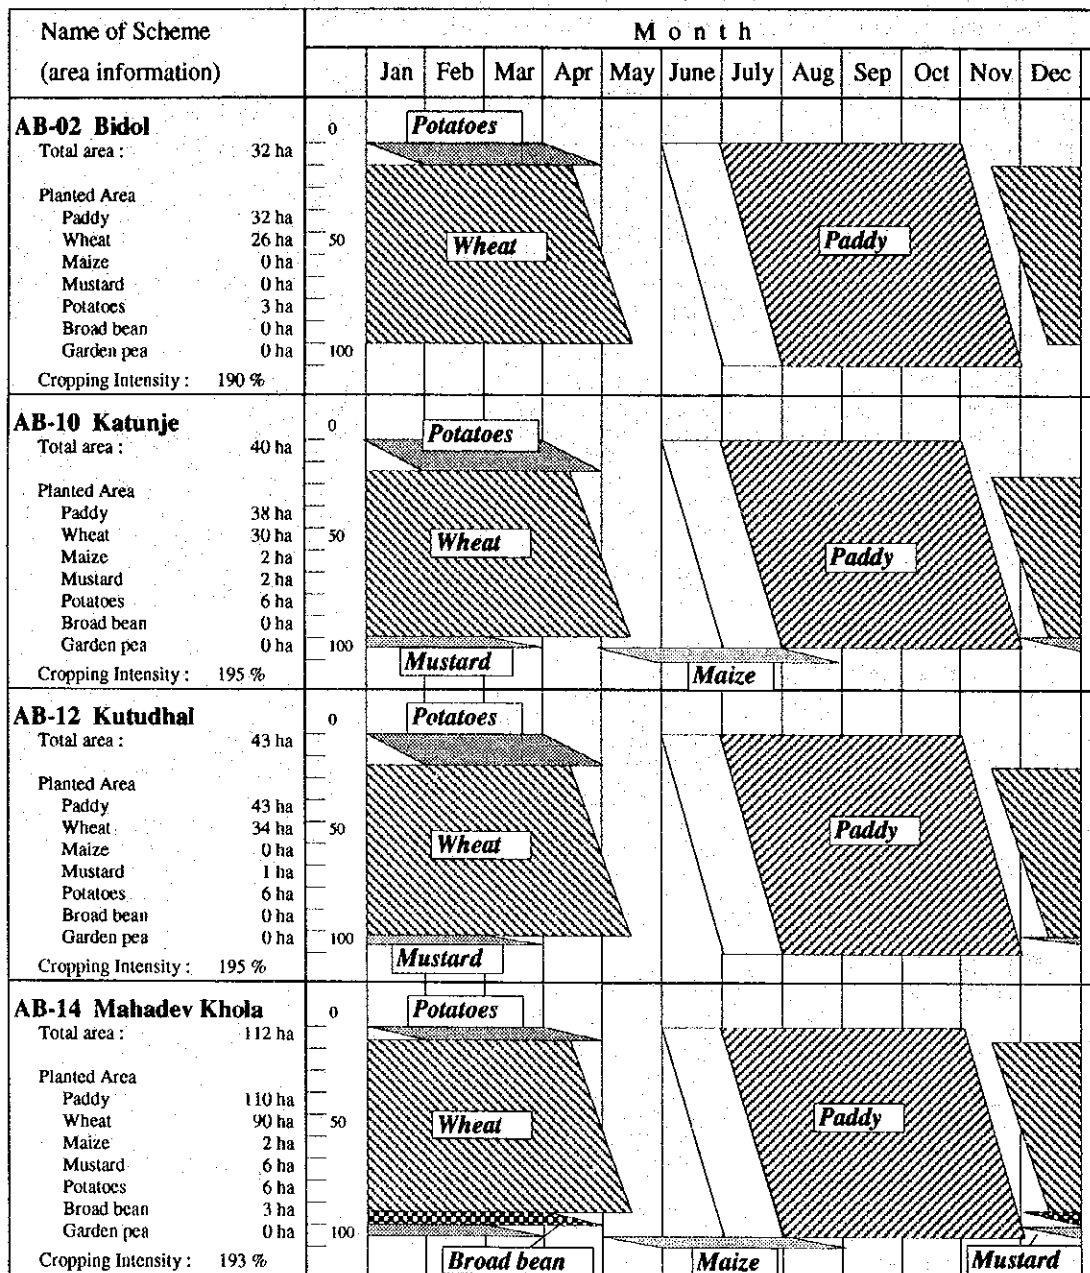 Name of Scheme
(area information)
Month
Jan Feb Mar Apr May June July Aug Sep Oct Nov Dec
AB-02 Bidol
Total area : 32 ha
Planted Area
Paddy 32 ha
Wheat 26 ha
Maize 0 ha
Mustard 0 ha
Potatoes 3 ha
Broad bean 0 ha
Garden pea 0 ha
Cropping Intensity : 190 %
0
50
100
Potatoes
Wheat
Paddy
AB-10 Katunje
Total area : 40 ha
Planted Area
Paddy 38 ha
Wheat 30 ha
Maize 2 ha
Mustard 2 ha
Potatoes 6 ha
Broad bean 0 ha
Garden pea 0 ha
Cropping Intensity : 195 %
0
50
100
Potatoes
Wheat
Paddy
Mustard
Maize
AB-12 Kutudhal
Total area : 43 ha
Planted Area
Paddy 43 ha
Wheat 34 ha
Maize 0 ha
Mustard 1 ha
Potatoes 6 ha
Broad bean 0 ha
Garden pea 0 ha
Cropping Intensity : 195 %
0
50
100
Potatoes
Wheat
Paddy
Mustard
AB-14 Mahadev Khola
Total area : 112 ha
Planted Area
Paddy 110 ha
Wheat 90 ha
Maize 2 ha
Mustard 6 ha
Potatoes 6 ha
Broad bean 3 ha
Garden pea 0 ha
Cropping Intensity : 193 %
0
50
100
Potatoes
Wheat
Paddy
Broad bean
Maize
Mustard